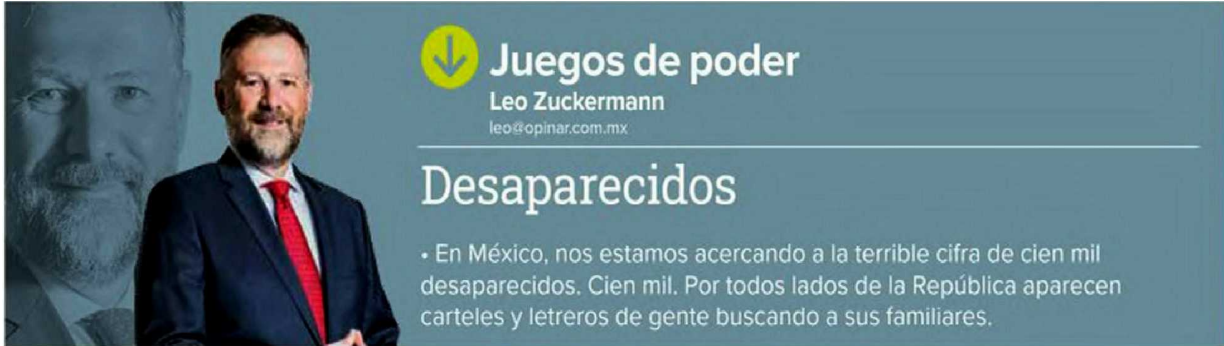 Juegos de poder
Leo Zuckermann
leo@opinar.com.mx
Desaparecidos
• En México, nos estamos acercando a la terrible cifra de cien mil
desaparecidos. Cien mil. Por todos lados de la República aparecen
carteles y letreros de gente buscando a sus familiares.